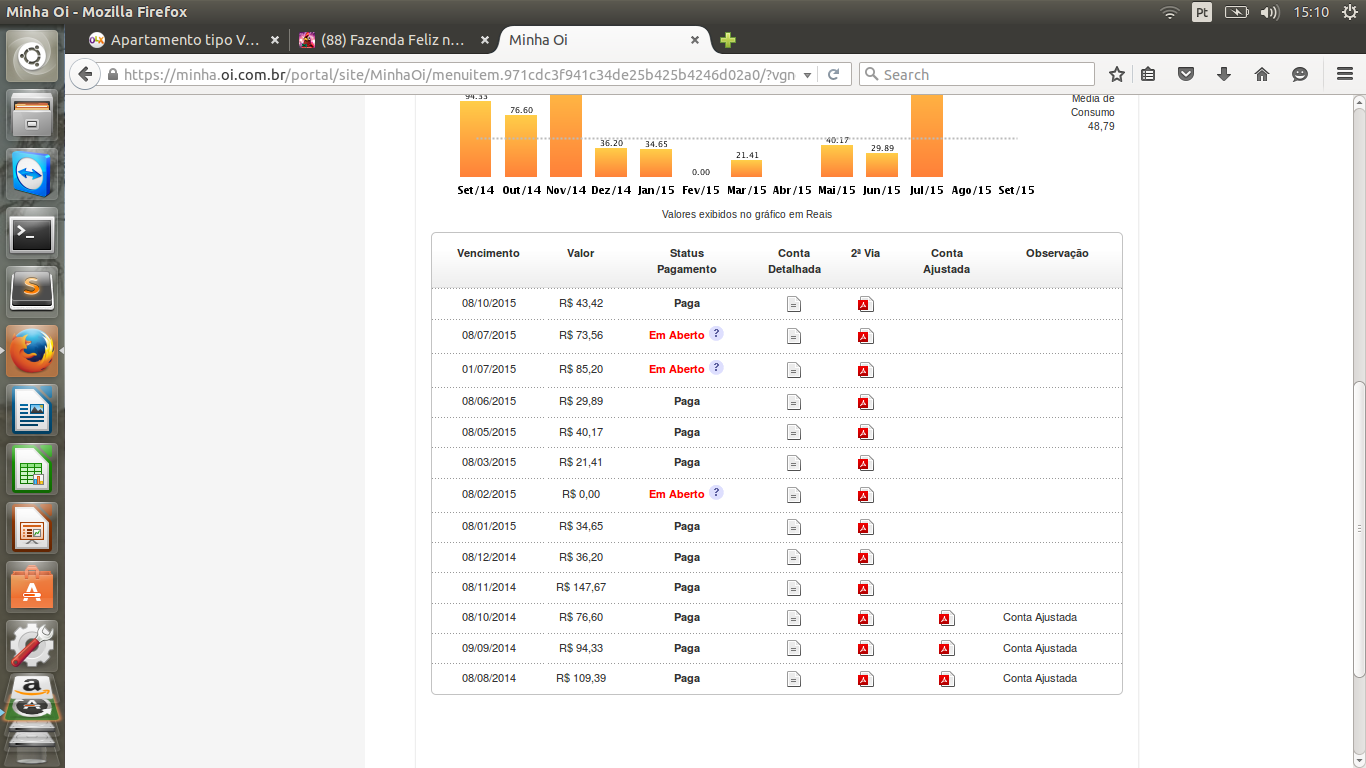 Minha Oi - Mozilla Firefox
Pt
15:10
Apartamento tipo V...
(88) Fazenda Feliz n...
Minha Oi
https://minha.oi.com.br/portal/site/MinhaOi/menuitem.971cdc3f941c34de25b425b4246d02a0/?vgn
Search
94.33
76.60
36.20
34.65
0.00
21.41
40.17
29.89
Média de
Consumo
48,79
Set/14 Out/14 Nov/14 Dez/14 Jan/15 Fev/15 Mar/15 Abr/15 Mai/15 Jun/15 Jul/15 Ago/15 Set/15
Valores exibidos no gráfico em Reais
Vencimento Valor Status Pagamento Conta Detalhada 2ª Via Conta Ajustada Observação
08/10/2015 R$ 43,42 Paga
08/07/2015 R$ 73,56 Em Aberto ?
01/07/2015 R$ 85,20 Em Aberto ?
08/06/2015 R$ 29,89 Paga
08/05/2015 R$ 40,17 Paga
08/03/2015 R$ 21,41 Paga
08/02/2015 R$ 0,00 Em Aberto ?
08/01/2015 R$ 34,65 Paga
08/12/2014 R$ 36,20 Paga
08/11/2014 R$ 147,67 Paga
08/10/2014 R$ 76,60 Paga Conta Ajustada
09/09/2014 R$ 94,33 Paga Conta Ajustada
08/08/2014 R$ 109,39 Paga Conta Ajustada